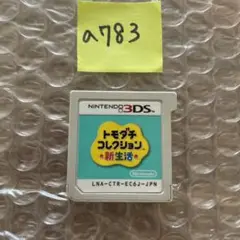 a783
NINTENDO 3DS
トモダチ
コレクション
新生活
Nintendo
LNA-CTR-EC6J-JPN